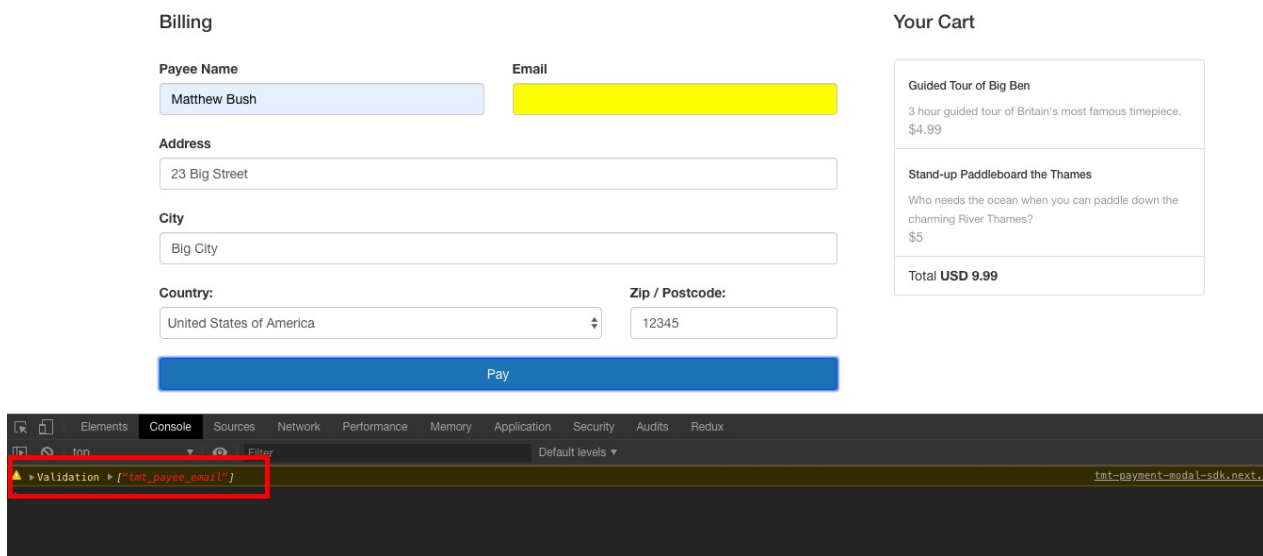 Billing
Your Cart
Payee Name
Email
Matthew Bush
Address
23 Big Street
City
Big City
Country:
Zip / Postcode:
United States of America
12345
Pay
Guided Tour of Big Ben
3 hour guided tour of Britain's most famous timepiece.
$4.99
Stand-up Paddleboard the Thames
Who needs the ocean when you can paddle down the
charming River Thames?
$5
Total USD 9.99
Elements Console Sources Network Performance Memory Application Security Audits Redux
top Filter Default levels ▼
Validation ["tmt_payee_email"] tmt-payment-modal-sdk.next.